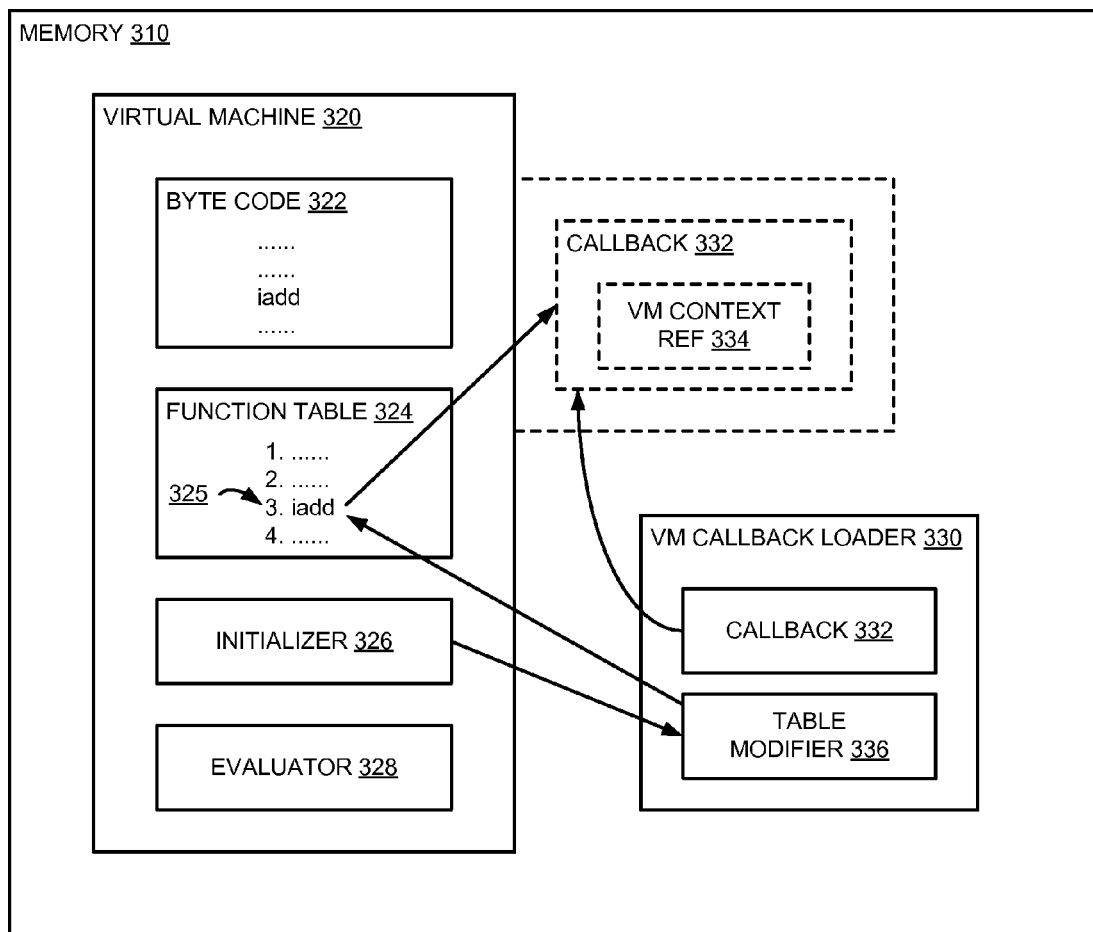 MEMORY 310
VIRTUAL MACHINE 320
BYTE CODE 322
......
......
iadd
......
CALLBACK 332
VM CONTEXT
REF 334
FUNCTION TABLE 324
1. ......
2. ......
325
3. iadd
4. ......
VM CALLBACK LOADER 330
CALLBACK 332
INITIALIZER 326
TABLE
MODIFIER 336
EVALUATOR 328